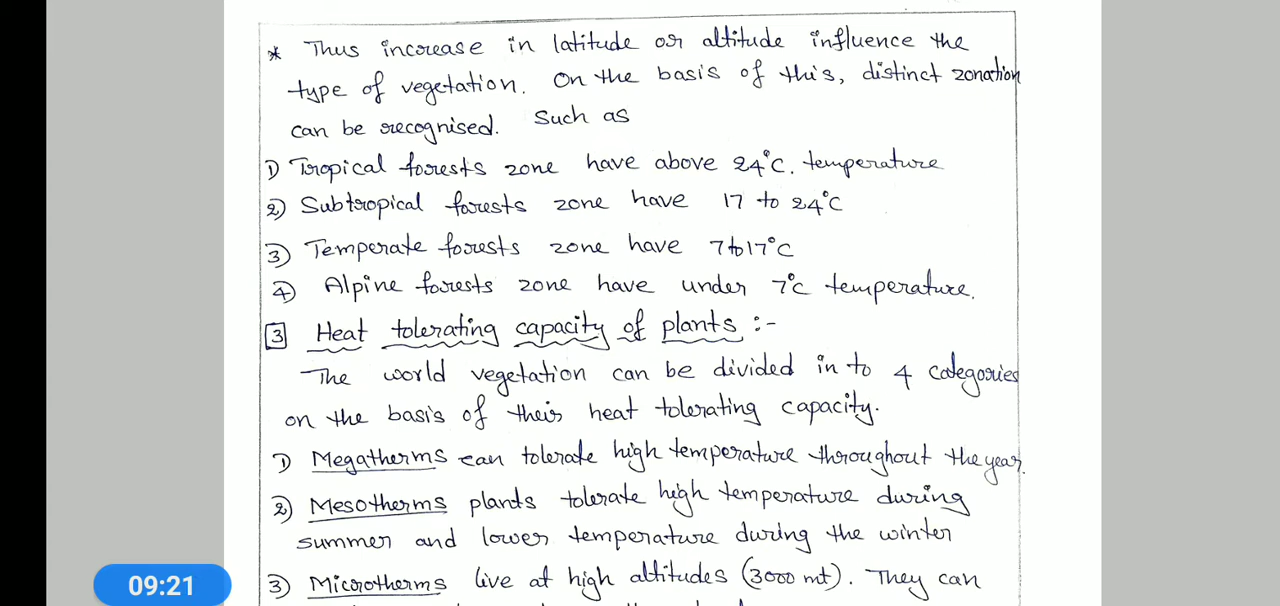 * Thus increase in latitude or altitude influence the
type of vegetation. On the basis of this, distinct zonation
can be recognised. Such as
1) Tropical forests zone have above 24°C. temperature
2) Subtropical forests zone have 17 to 24°C
3) Temperate forests zone have 7 to 17°C
4) Alpine forests zone have under 7°C temperature.
3 Heat tolerating capacity of plants :-
The world vegetation can be divided in to 4 categories
on the basis of their heat tolerating capacity.
1) Megatherms can tolerate high temperature throughout the year.
2) Mesotherms plants tolerate high temperature during
summer and lower temperature during the winter
3) Microtherms live at high altitudes (3000 mt). They can
09:21